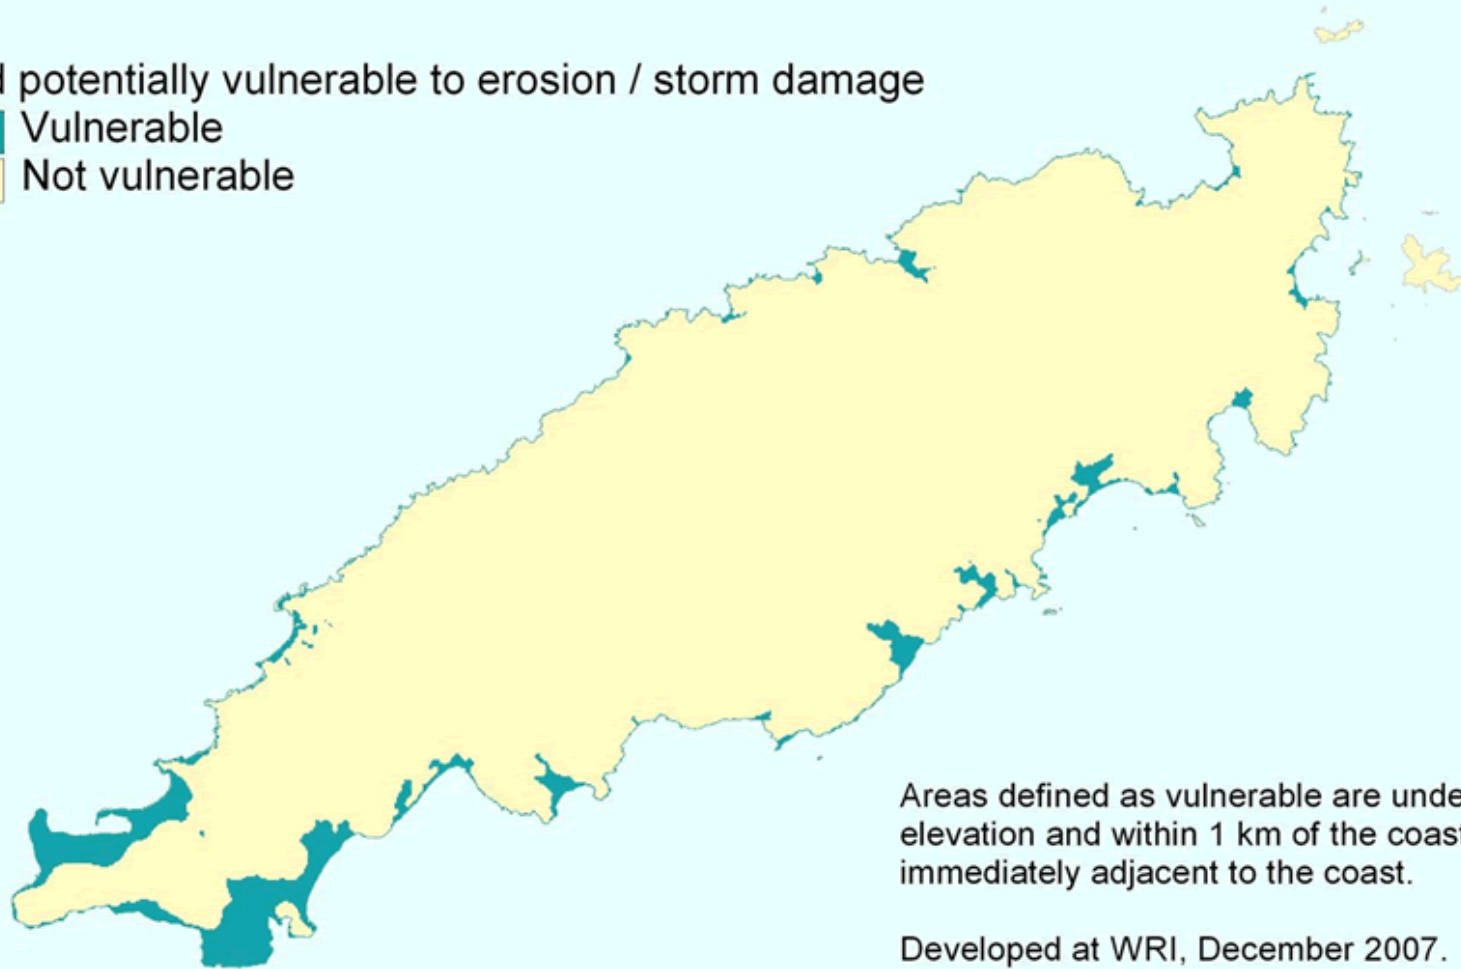 potentially vulnerable to erosion / storm damage
Vulnerable
Not vulnerable
Areas defined as vulnerable are
elevation and within 1 km of the
immediately adjacent to the coast.
Developed at WRI, December 2007.